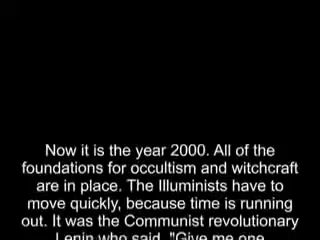 Now it is the year 2000. All of the
foundations for occultism and witchcraft
are in place. The Illuminists have to
move quickly, because time is running
out. It was the Communist revolutionary
Lenin who said, "Give me one